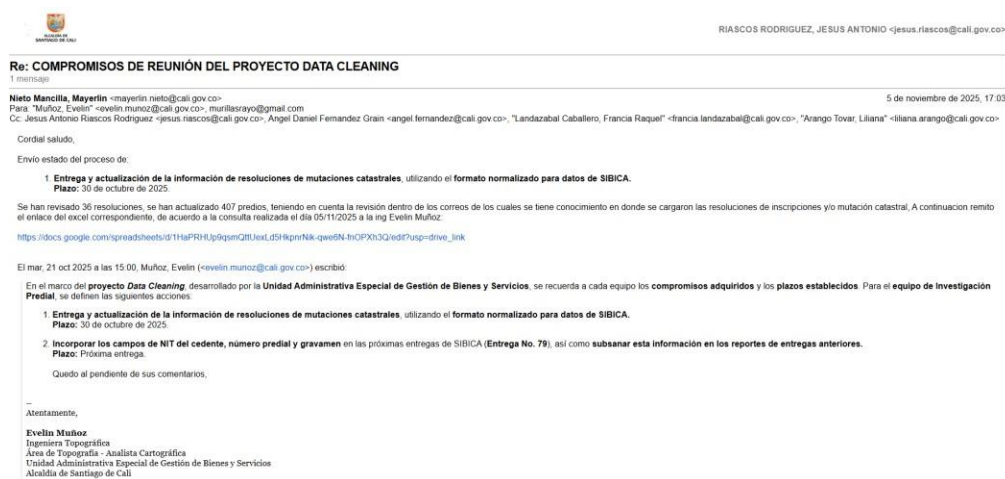 ALCALDÍA DE
SANTIAGO DE CALI
RIASCOS RODRIGUEZ, JESUS ANTONIO <jesus.riascos@cali.gov.co>
Re: COMPROMISOS DE REUNIÓN DEL PROYECTO DATA CLEANING
1 mensaje
Nieto Mancilla, Mayerlin <mayerlin.nieto@cali.gov.co> 5 de noviembre de 2025, 17:03
Para: "Muñoz, Evelin" <evelin.munoz@cali.gov.co>, murillasrayo@gmail.com
Cc: Jesus Antonio Riascos Rodriguez <jesus.riascos@cali.gov.co>, Angel Daniel Fernandez Grain <angel.fernandez@cali.gov.co>, "Landazabal Caballero, Francia Raquel" <francia.landazabal@cali.gov.co>, "Arango Tovar, Liliana" <liliana.arango@cali.gov.co>
Cordial saludo,
Envío estado del proceso de:
1. Entrega y actualización de la información de resoluciones de mutaciones catastrales, utilizando el formato normalizado para datos de SIBICA.
Plazo: 30 de octubre de 2025.
Se han revisado 36 resoluciones, se han actualizado 407 predios, teniendo en cuenta la revisión dentro de los correos de los cuales se tiene conocimiento en donde se cargaron las resoluciones de inscripciones y/o mutación catastral, A continuacion remito
el enlace del excel correspondiente, de acuerdo a la consulta realizada el día 05/11/2025 a la ing Evelin Muñoz:
https://docs.google.com/spreadsheets/d/1HaPRHUp9qsmQttUexLd5HkpnrNik-qwe6N-fnOPXh3Q/edit?usp=drive_link
El mar, 21 oct 2025 a las 15:00, Muñoz, Evelin (<evelin.munoz@cali.gov.co>) escribió:
En el marco del proyecto Data Cleaning, desarrollado por la Unidad Administrativa Especial de Gestión de Bienes y Servicios, se recuerda a cada equipo los compromisos adquiridos y los plazos establecidos. Para el equipo de Investigación
Predial, se definen las siguientes acciones:
1. Entrega y actualización de la información de resoluciones de mutaciones catastrales, utilizando el formato normalizado para datos de SIBICA.
Plazo: 30 de octubre de 2025.
2. Incorporar los campos de NIT del cedente, número predial y gravamen en las próximas entregas de SIBICA (Entrega No. 79), así como subsanar esta información en los reportes de entregas anteriores.
Plazo: Próxima entrega.
Quedo al pendiente de sus comentarios,
--
Atentamente,
Evelin Muñoz
Ingeniera Topográfica
Área de Topografía - Analista Cartográfica
Unidad Administrativa Especial de Gestión de Bienes y Servicios
Alcaldía de Santiago de Cali